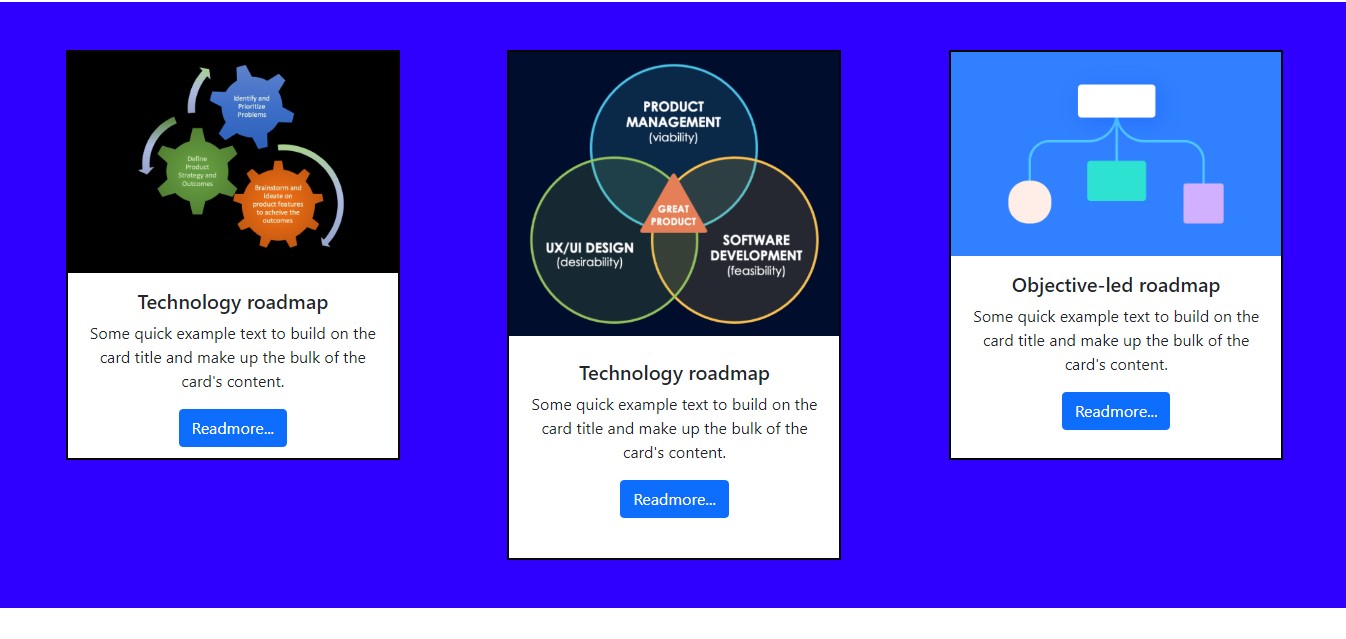 Identify and
Prioritize
Problems
Define
Product
Strategy and
Outcomes
Brainstorm and
Ideate on
product features
to acheive the
outcomes
Technology roadmap
Some quick example text to build on the
card title and make up the bulk of the
card's content.
Readmore...
PRODUCT
MANAGEMENT
(viability)
GREAT
PRODUCT
UX/UI DESIGN
(desirability)
SOFTWARE
DEVELOPMENT
(feasibility)
Technology roadmap
Some quick example text to build on the
card title and make up the bulk of the
card's content.
Readmore...
Objective-led roadmap
Some quick example text to build on the
card title and make up the bulk of the
card's content.
Readmore...